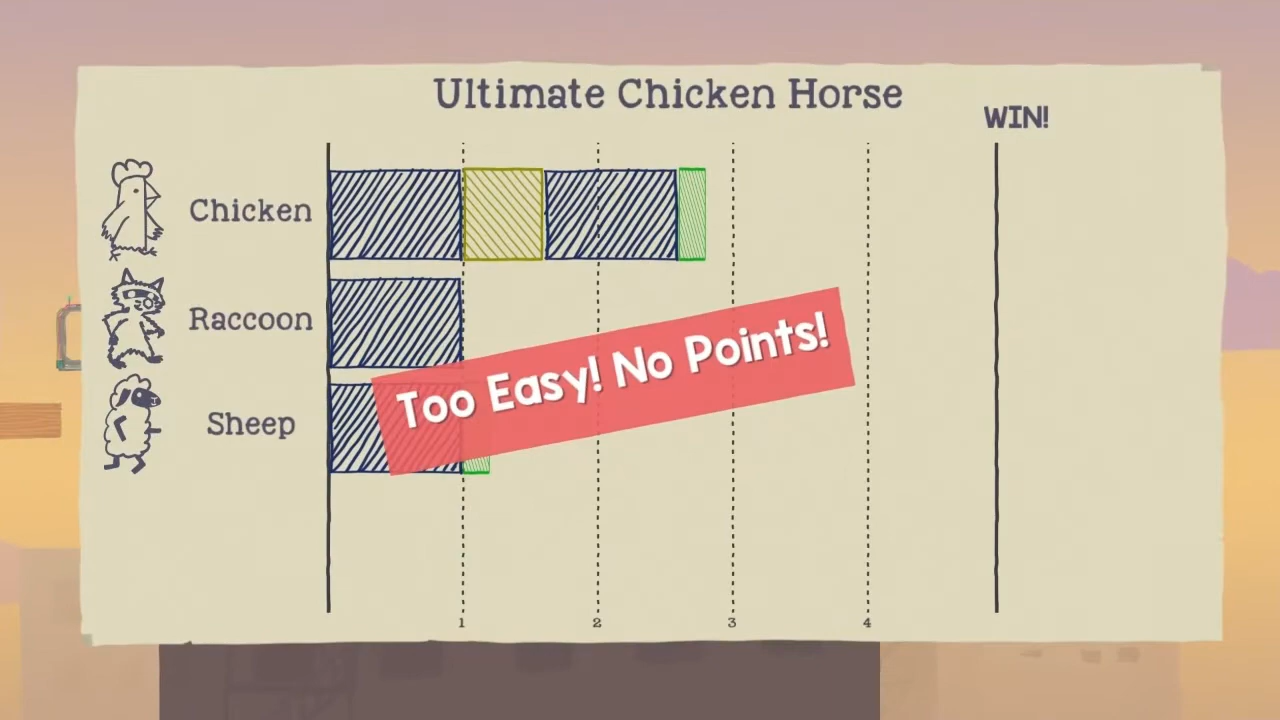 Ultimate Chicken Horse
WIN!
Chicken
Raccoon
Too Easy! No Points!
Sheep
1 2 3 4